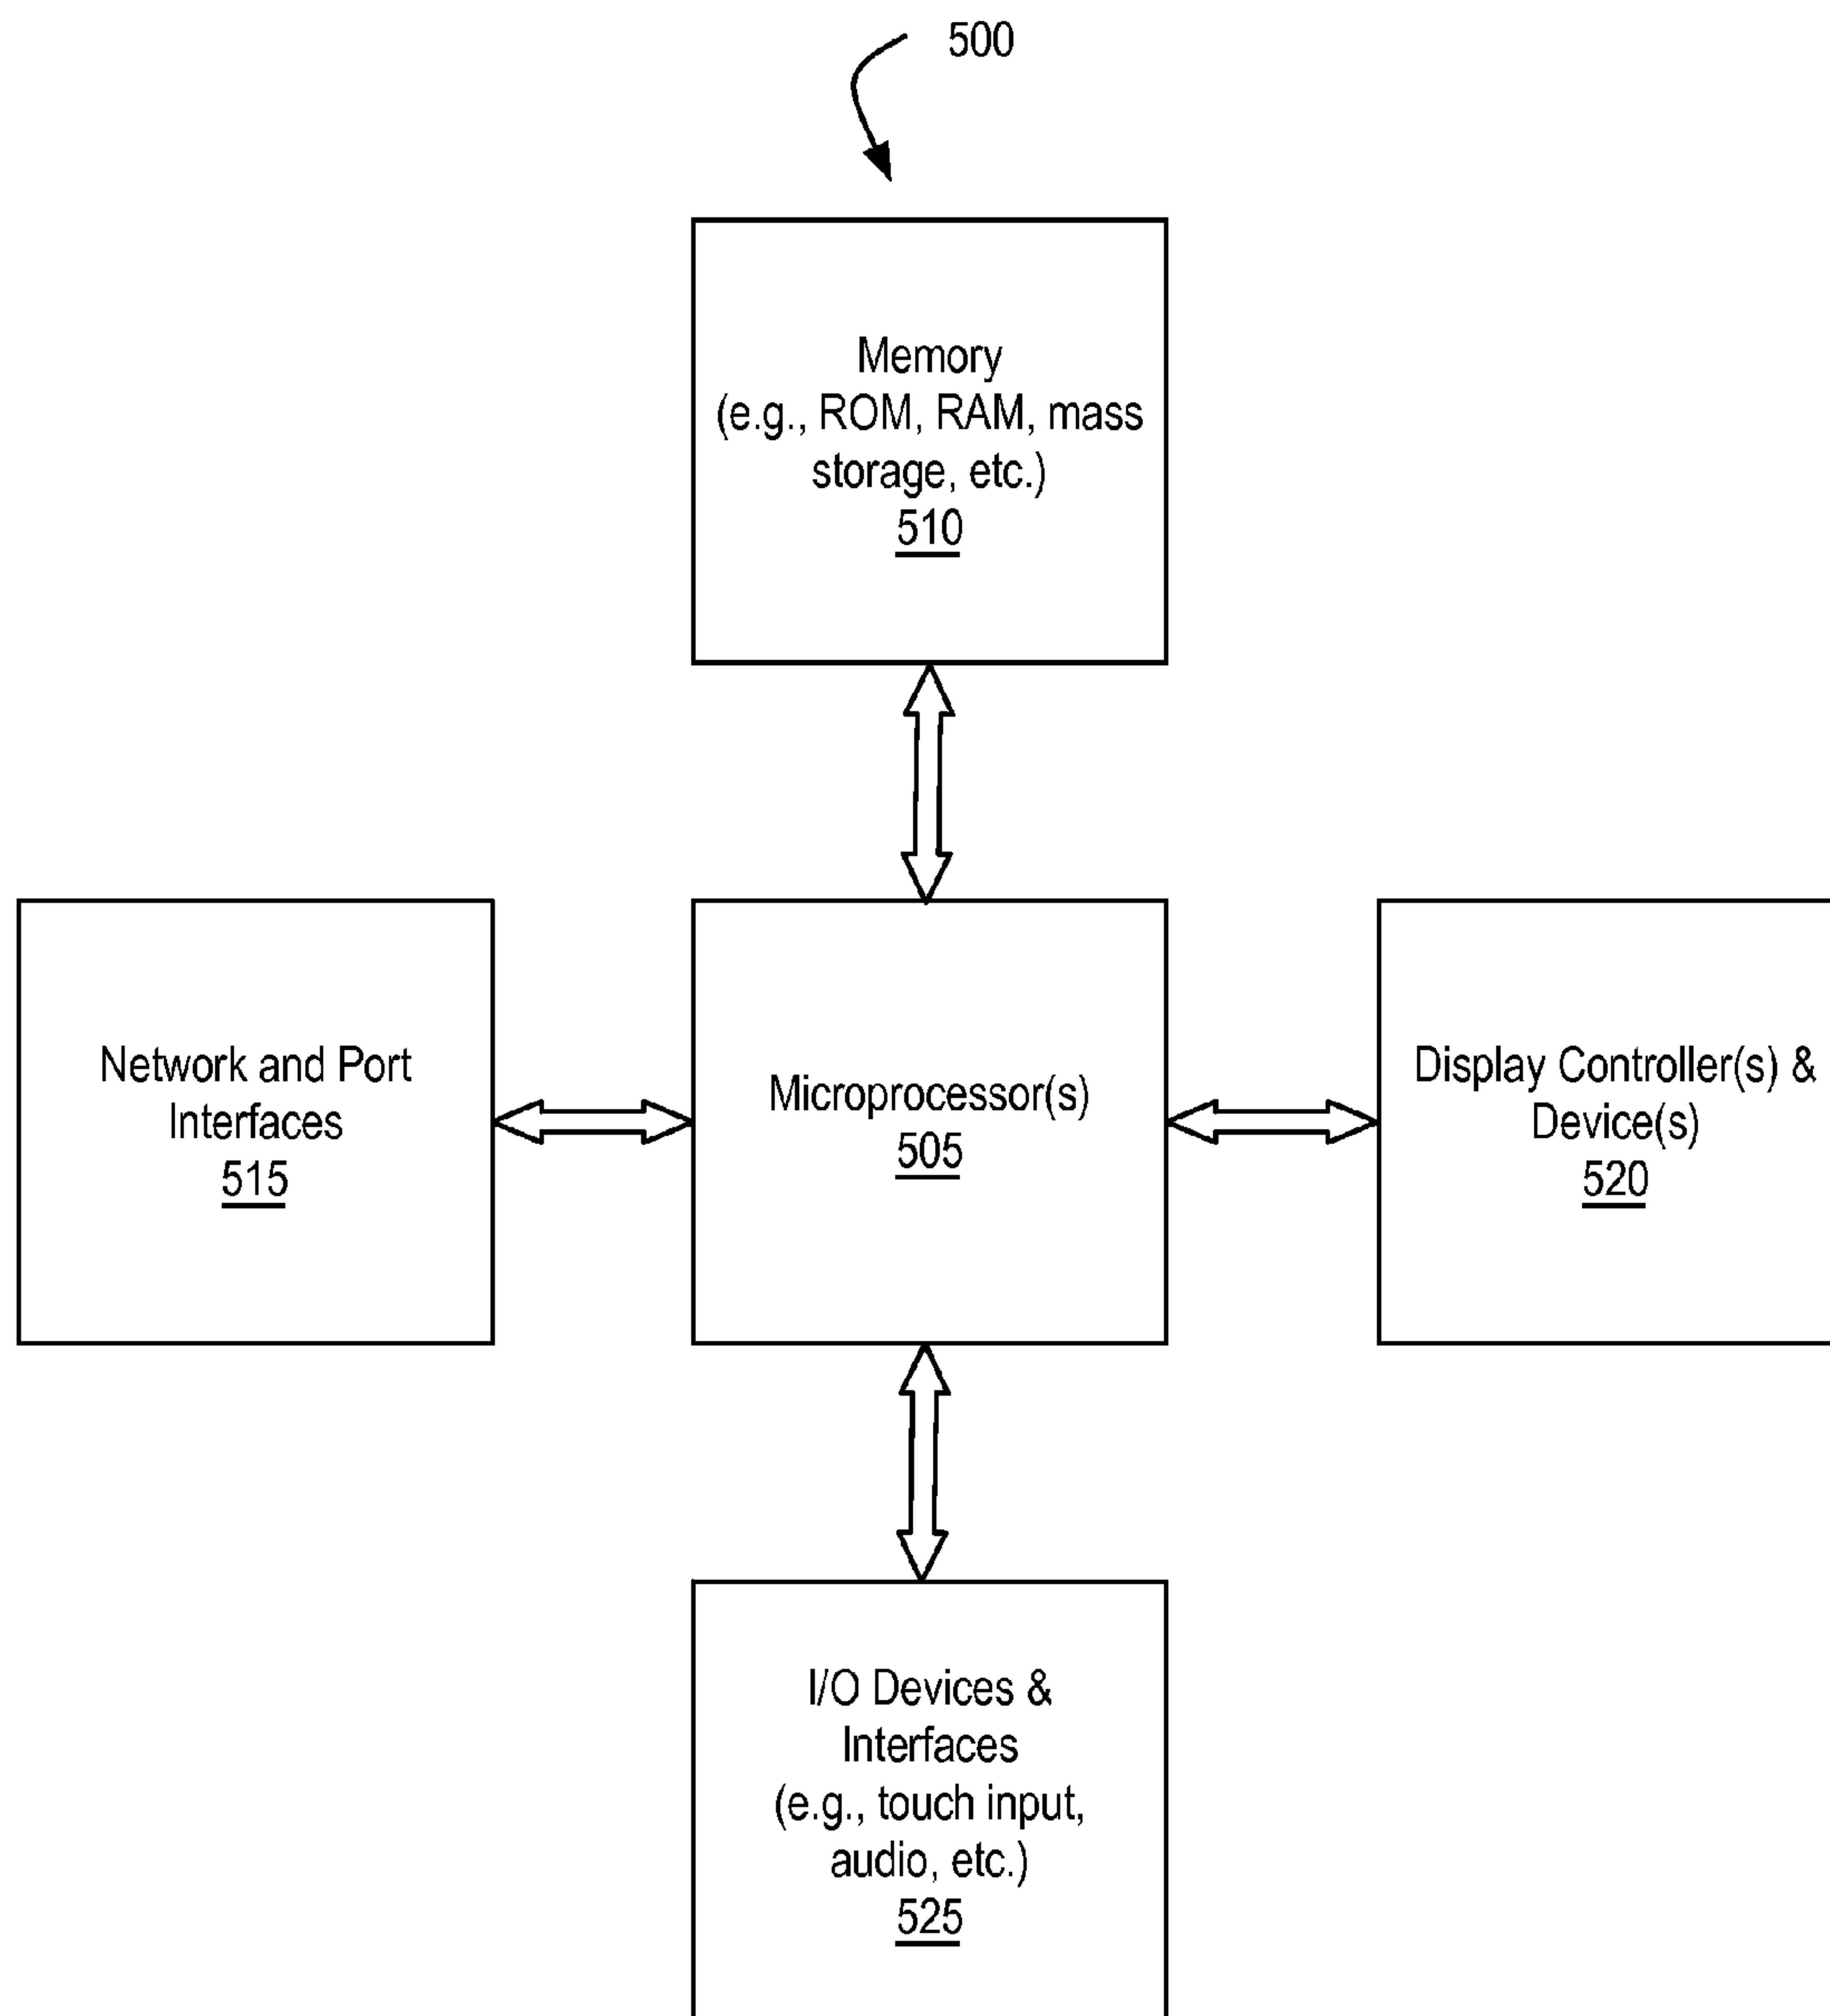 500
Memory
(e.g., ROM, RAM, mass
storage, etc.)
510
Network and Port
Interfaces
515
Microprocessor(s)
505
Display Controller(s) &
Device(s)
520
I/O Devices &
Interfaces
(e.g., touch input,
audio, etc.)
525